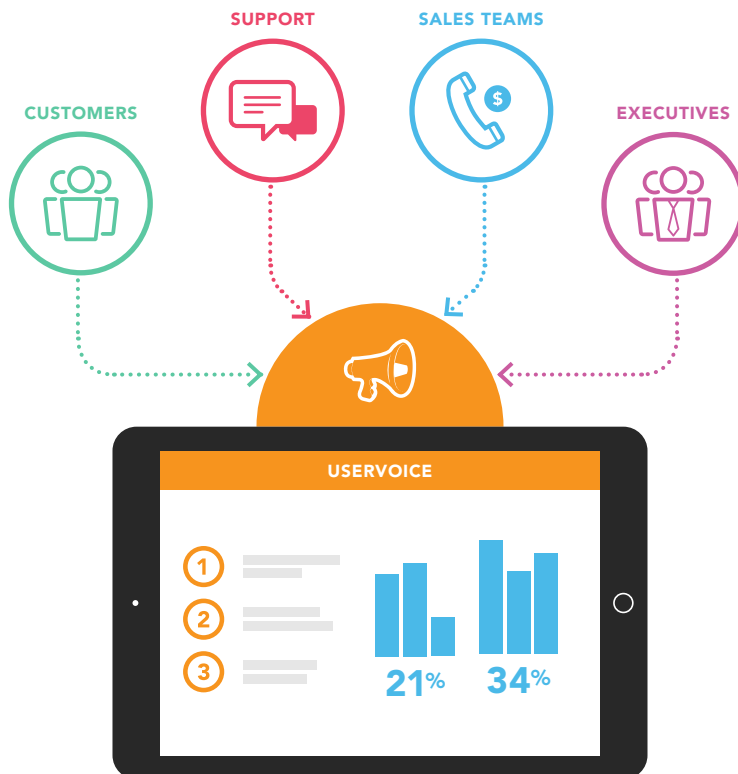 SUPPORT
SALES TEAMS
CUSTOMERS
EXECUTIVES
$
USERVOICE
1
2
3
21%
34%